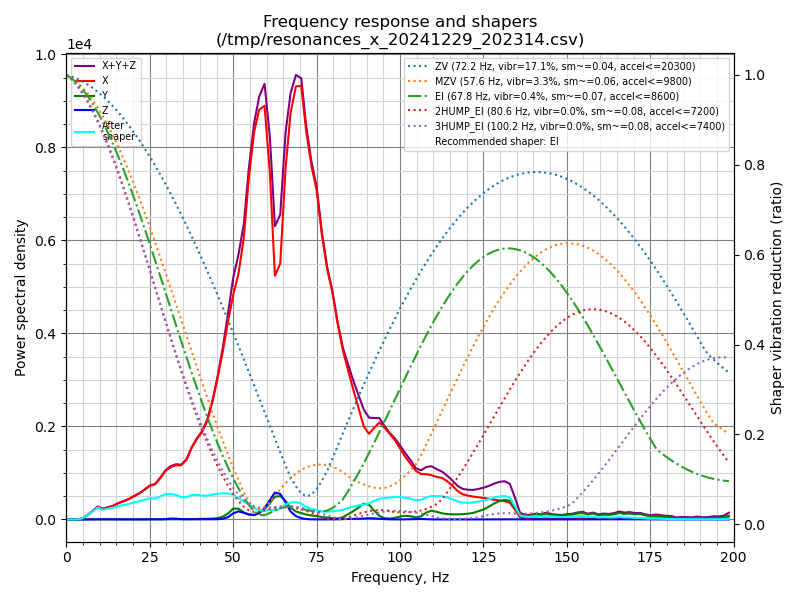 Frequency response and shapers
(/tmp/resonances_x_20241229_202314.csv)
1e4
X+Y+Z
X
Y
Z
After
shaper
ZV (72.2 Hz, vibr=17.1%, sm~=0.04, accel<=20300)
MZV (57.6 Hz, vibr=3.3%, sm~=0.06, accel<=9800)
EI (67.8 Hz, vibr=0.4%, sm~=0.07, accel<=8600)
2HUMP_EI (80.6 Hz, vibr=0.0%, sm~=0.08, accel<=7200)
3HUMP_EI (100.2 Hz, vibr=0.0%, sm~=0.08, accel<=7400)
Recommended shaper: EI
Power spectral density
1.0
0.8
0.6
0.4
0.2
0.0
1.0
0.8
0.6
0.4
0.2
0.0
Shaper vibration reduction (ratio)
0 25 50 75 100 125 150 175 200
Frequency, Hz